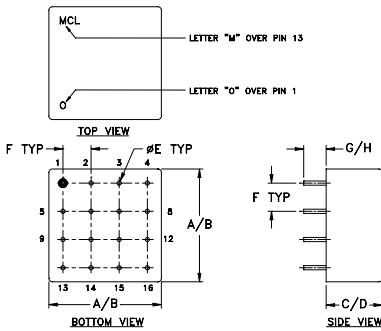 MCL
LETTER "M" OVER PIN 13
LETTER "O" OVER PIN 1
O
TOP VIEW
F TYP
øE TYP
G/H
1 2 3 4
F TYP
5 8
A/B
9 12
13 14 15 16
A/B
C/D
BOTTOM VIEW
SIDE VIEW